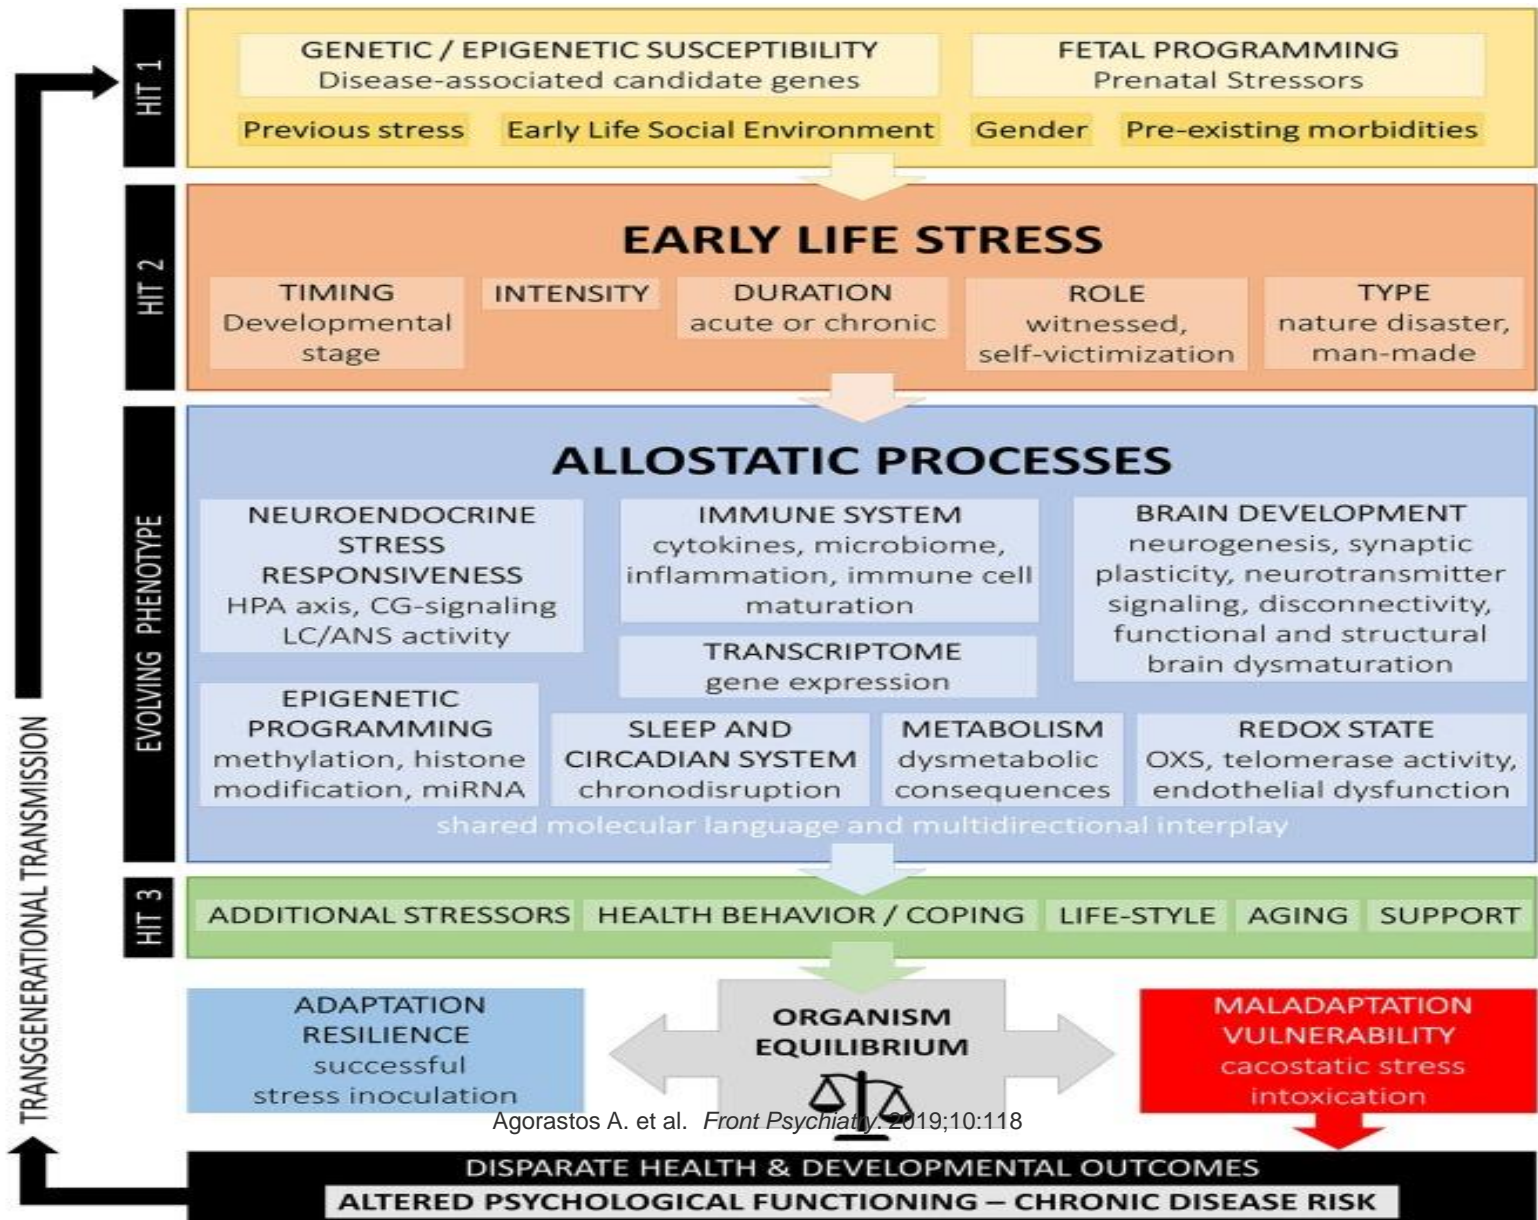 HIT 1
GENETIC / EPIGENETIC SUSCEPTIBILITY
Disease-associated candidate genes
FETAL PROGRAMMING
Prenatal Stressors
Previous stress
Early Life Social Environment
Gender
Pre-existing morbidities
HIT 2
EARLY LIFE STRESS
TIMING
Developmental
stage
INTENSITY
DURATION
acute or chronic
ROLE
witnessed,
self-victimization
TYPE
nature disaster,
man-made
EVOLVING PHENOTYPE
ALLOSTATIC PROCESSES
NEUROENDOCRINE
STRESS
RESPONSIVENESS
HPA axis, CG-signaling
LC/ANS activity
IMMUNE SYSTEM
cytokines, microbiome,
inflammation, immune cell
maturation
BRAIN DEVELOPMENT
neurogenesis, synaptic
plasticity, neurotransmitter
signaling, disconnectivity,
functional and structural
brain dysmaturation
TRANSCRIPTOME
gene expression
EPIGENETIC
PROGRAMMING
methylation, histone
modification, miRNA
SLEEP AND
CIRCADIAN SYSTEM
chronodisruption
METABOLISM
dysmetabolic
consequences
REDOX STATE
OXS, telomerase activity,
endothelial dysfunction
shared molecular language and multidirectional interplay
HIT 3
ADDITIONAL STRESSORS
HEALTH BEHAVIOR / COPING
LIFE-STYLE
AGING
SUPPORT
ADAPTATION
RESILIENCE
successful
stress inoculation
ORGANISM
EQUILIBRIUM
MALADAPTATION
VULNERABILITY
cacostatic stress
intoxication
Agorastos A. et al. Front Psychiatry. 2019;10:118
DISPARATE HEALTH & DEVELOPMENTAL OUTCOMES
ALTERED PSYCHOLOGICAL FUNCTIONING – CHRONIC DISEASE RISK
TRANSGENERATIONAL TRANSMISSION